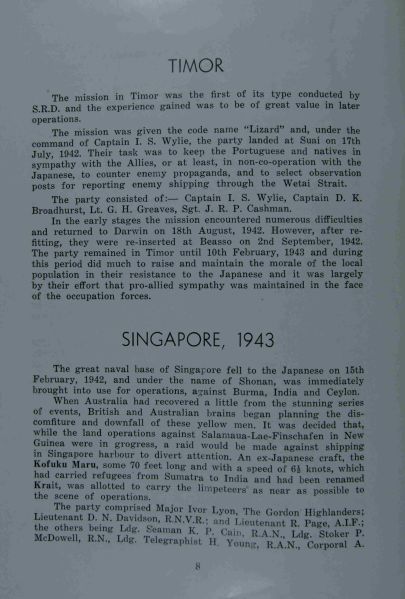 TIMOR
The mission in Timor was the first of its type conducted by
S.R.D. and the experience gained was to be of great value in later
operations.
The mission was given the code name "Lizard" and, under the
command of Captain I. S. Wylie, the party landed at Suai on 17th
July, 1942. Their task was to keep the Portuguese and natives in
sympathy with the Allies, or at least, in non-co-operation with the
Japanese, to counter enemy propaganda, and to select observation
posts for reporting enemy shipping through the Wetai Strait.
The party consisted of:— Captain I. S. Wylie, Captain D. K.
Broadhurst, Lt. G. H. Greaves, Sgt. J. R. P. Cashman.
In the early stages the mission encountered numerous difficulties
and returned to Darwin on 18th August, 1942. However, after re-
fitting, they were re-inserted at Beasso on 2nd September, 1942.
The party remained in Timor until 10th February, 1943 and during
this period did much to raise and maintain the morale of the local
population in their resistance to the Japanese and it was largely
by their effort that pro-allied sympathy was maintained in the face
of the occupation forces.
SINGAPORE, 1943
The great naval base of Singapore fell to the Japanese on 15th
February, 1942, and under the name of Shonan, was immediately
brought into use for operations, against Burma, India and Ceylon.
When Australia had recovered a little from the stunning series
of events, British and Australian brains began planning the dis-
comfiture and downfall of these yellow men. It was decided that,
while the land operations against Salamaua-Lae-Finschafen in New
Guinea were in progress, a raid would be made against shipping
in Singapore harbour to divert attention. An ex-Japanese craft, the
Kofuku Maru, some 70 feet long and with a speed of 6½ knots, which
had carried refugees from Sumatra to India and had been renamed
Krait, was allotted to carry the limpeteers as near as possible to
the scene of operations.
The party comprised Major Ivor Lyon, The Gordon Highlanders;
Lieutenant D. N. Davidson, R.N.V.R.; and Lieutenant R. Page, A.I.F.;
the others being Ldg. Seaman K. P. Cain, R.A.N., Ldg. Stoker P.
McDowell, R.N., Ldg. Telegraphist H. Young, R.A.N., Corporal A.
8